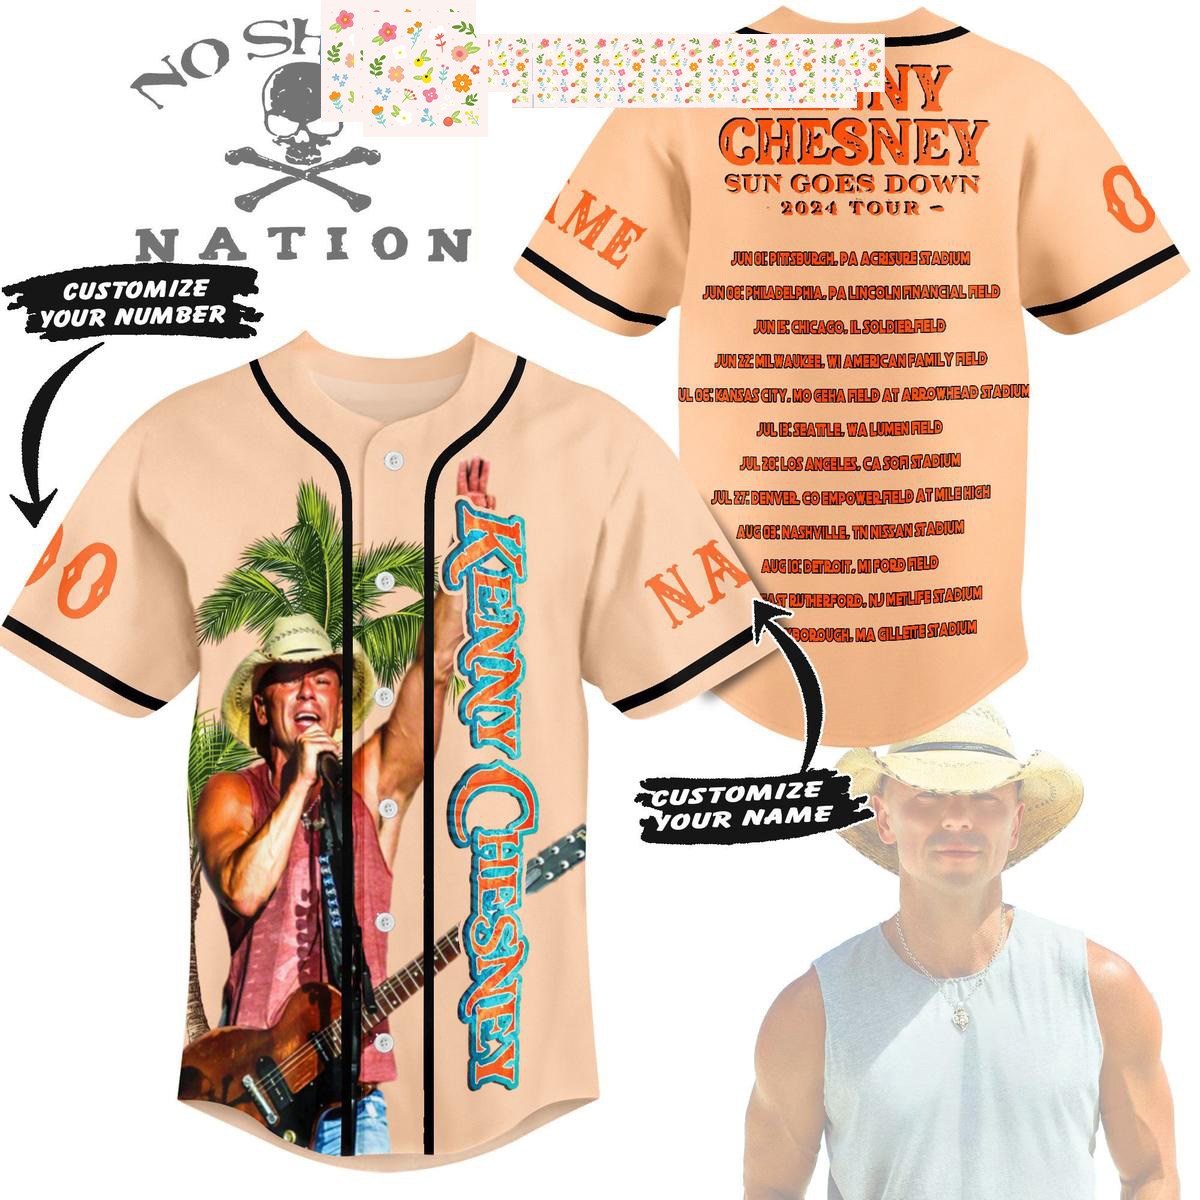 NO SH
NATION
CUSTOMIZE
YOUR NUMBER
NNY
CHESNEY
SUN GOES DOWN
- 2024 TOUR -
JUN 01: PITTSBURGH, PA ACRISURE STADIUM
JUN 08: PHILADELPHIA, PA LINCOLN FINANCIAL FIELD
JUN 15: CHICAGO, IL SOLDIER FIELD
JUN 22: MILWAUKEE, WI AMERICAN FAMILY FIELD
UL 06: KANSAS CITY, MO GEHA FIELD AT ARROWHEAD STADIUM
JUL 13: SEATTLE, WA LUMEN FIELD
JUL 20: LOS ANGELES, CA SOFI STADIUM
JUL 27: DENVER, CO EMPOWER FIELD AT MILE HIGH
AUG 03: NASHVILLE, TN NISSAN STADIUM
AUG 10: DETROIT, MI FORD FIELD
EAST RUTHERFORD, NJ METLIFE STADIUM
BOROUGH, MA GILLETTE STADIUM
AME
0
00
NA
KENNY CHESNEY
CUSTOMIZE
YOUR NAME